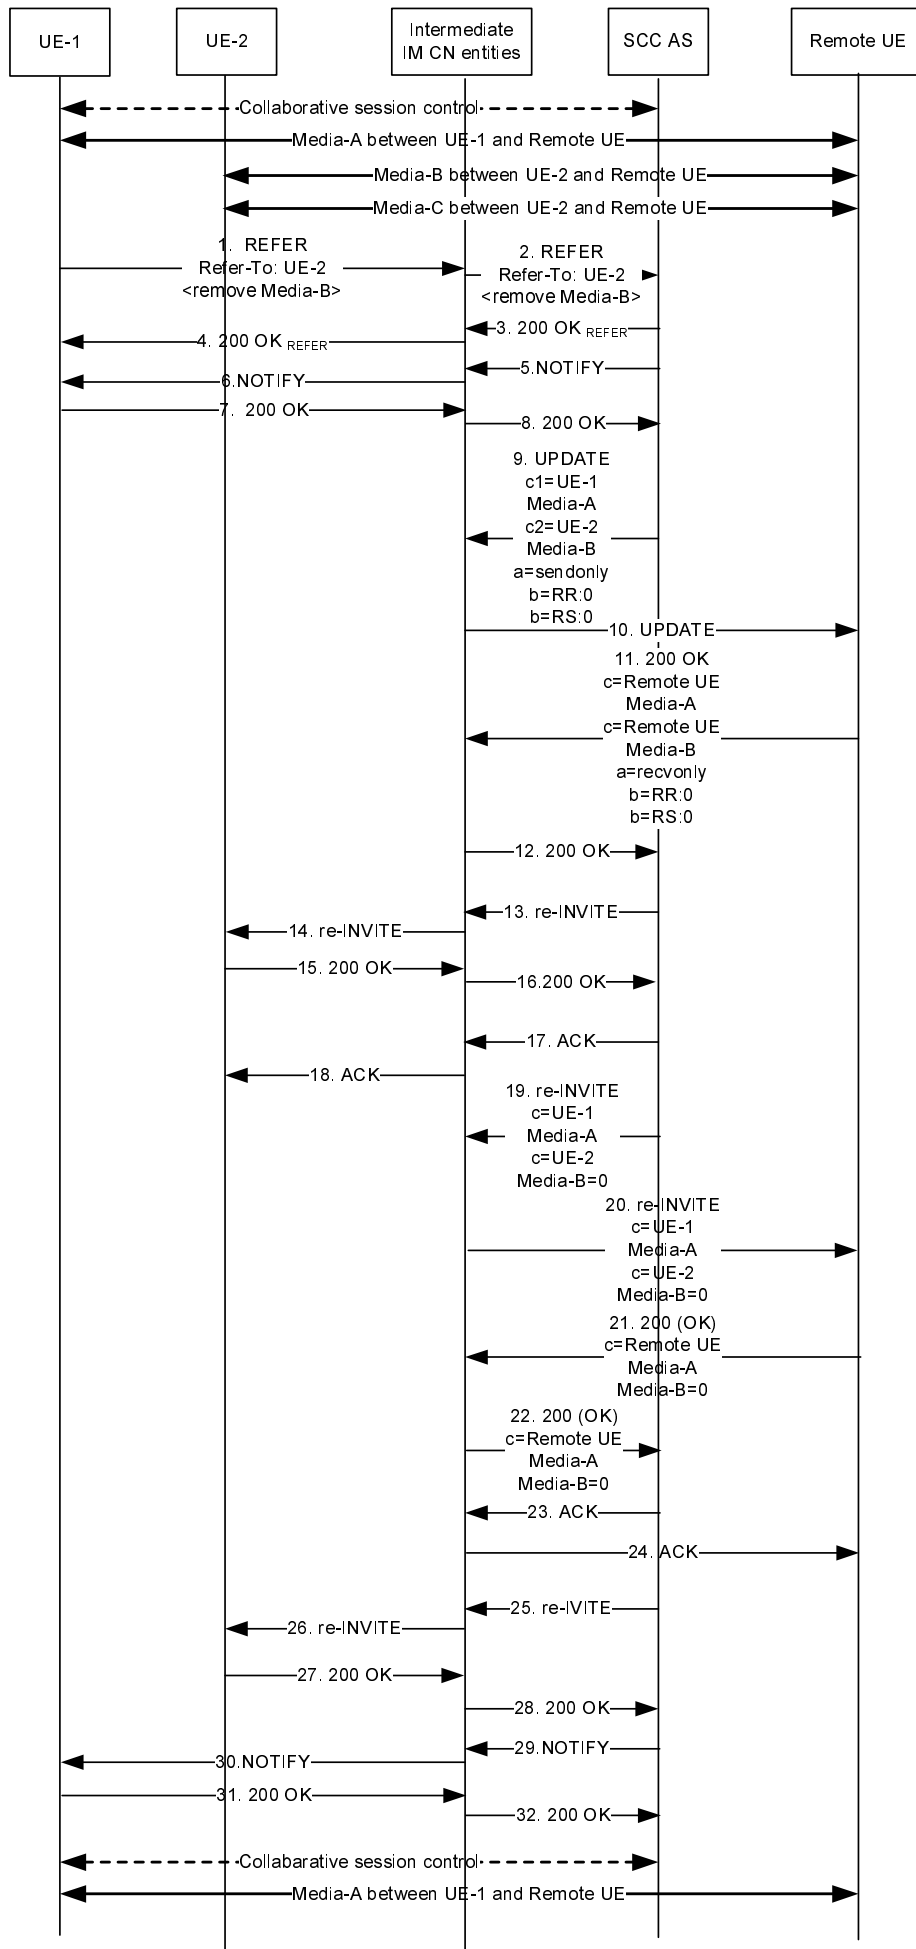 UE-1
UE-2
Intermediate
IM CN entities
SCC AS
Remote UE
Collaborative session control
Media-A between UE-1 and Remote UE
Media-B between UE-2 and Remote UE
Media-C between UE-2 and Remote UE
1. REFER
Refer-To: UE-2
<remove Media-B>
2. REFER
Refer-To: UE-2
<remove Media-B>
3. 200 OK REFER
4. 200 OK REFER
5.NOTIFY
6.NOTIFY
7. 200 OK
8. 200 OK
9. UPDATE
c1=UE-1
Media-A
c2=UE-2
Media-B
a=sendonly
b=RR:0
b=RS:0
10. UPDATE
11. 200 OK
c=Remote UE
Media-A
c=Remote UE
Media-B
a=recvonly
b=RR:0
b=RS:0
12. 200 OK
13. re-INVITE
14. re-INVITE
15. 200 OK
16.200 OK
17. ACK
18. ACK
19. re-INVITE
c=UE-1
Media-A
c=UE-2
Media-B=0
20. re-INVITE
c=UE-1
Media-A
c=UE-2
Media-B=0
21. 200 (OK)
c=Remote UE
Media-A
Media-B=0
22. 200 (OK)
c=Remote UE
Media-A
Media-B=0
23. ACK
24. ACK
25. re-IVITE
26. re-INVITE
27. 200 OK
28. 200 OK
29.NOTIFY
30.NOTIFY
31. 200 OK
32. 200 OK
Collabarative session control
Media-A between UE-1 and Remote UE